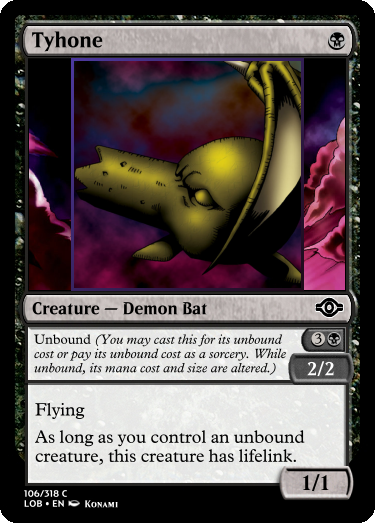 Tyhone
Creature — Demon Bat
Unbound (You may cast this for its unbound
cost or pay its unbound cost as a sorcery. While
unbound, its mana cost and size are altered.)
3
2/2
Flying
As long as you control an unbound
creature, this creature has lifelink.
1/1
106/318 C
LOB • EN Konami